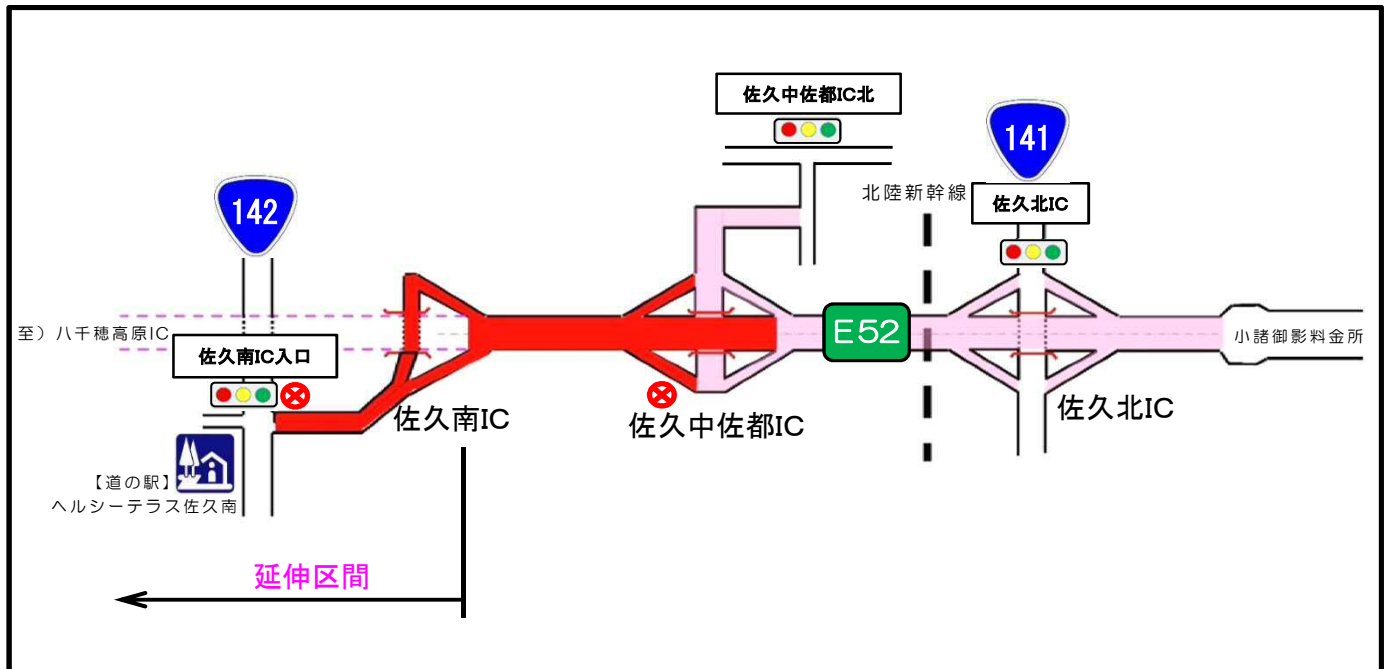 佐久中佐都IC北
141
北陸新幹線
佐久北IC
142
至）八千穂高原IC
佐久南IC入口
E52
小諸御影料金所
佐久南IC
佐久中佐都IC
佐久北IC
【道の駅】
ヘルシーテラス佐久南
延伸区間